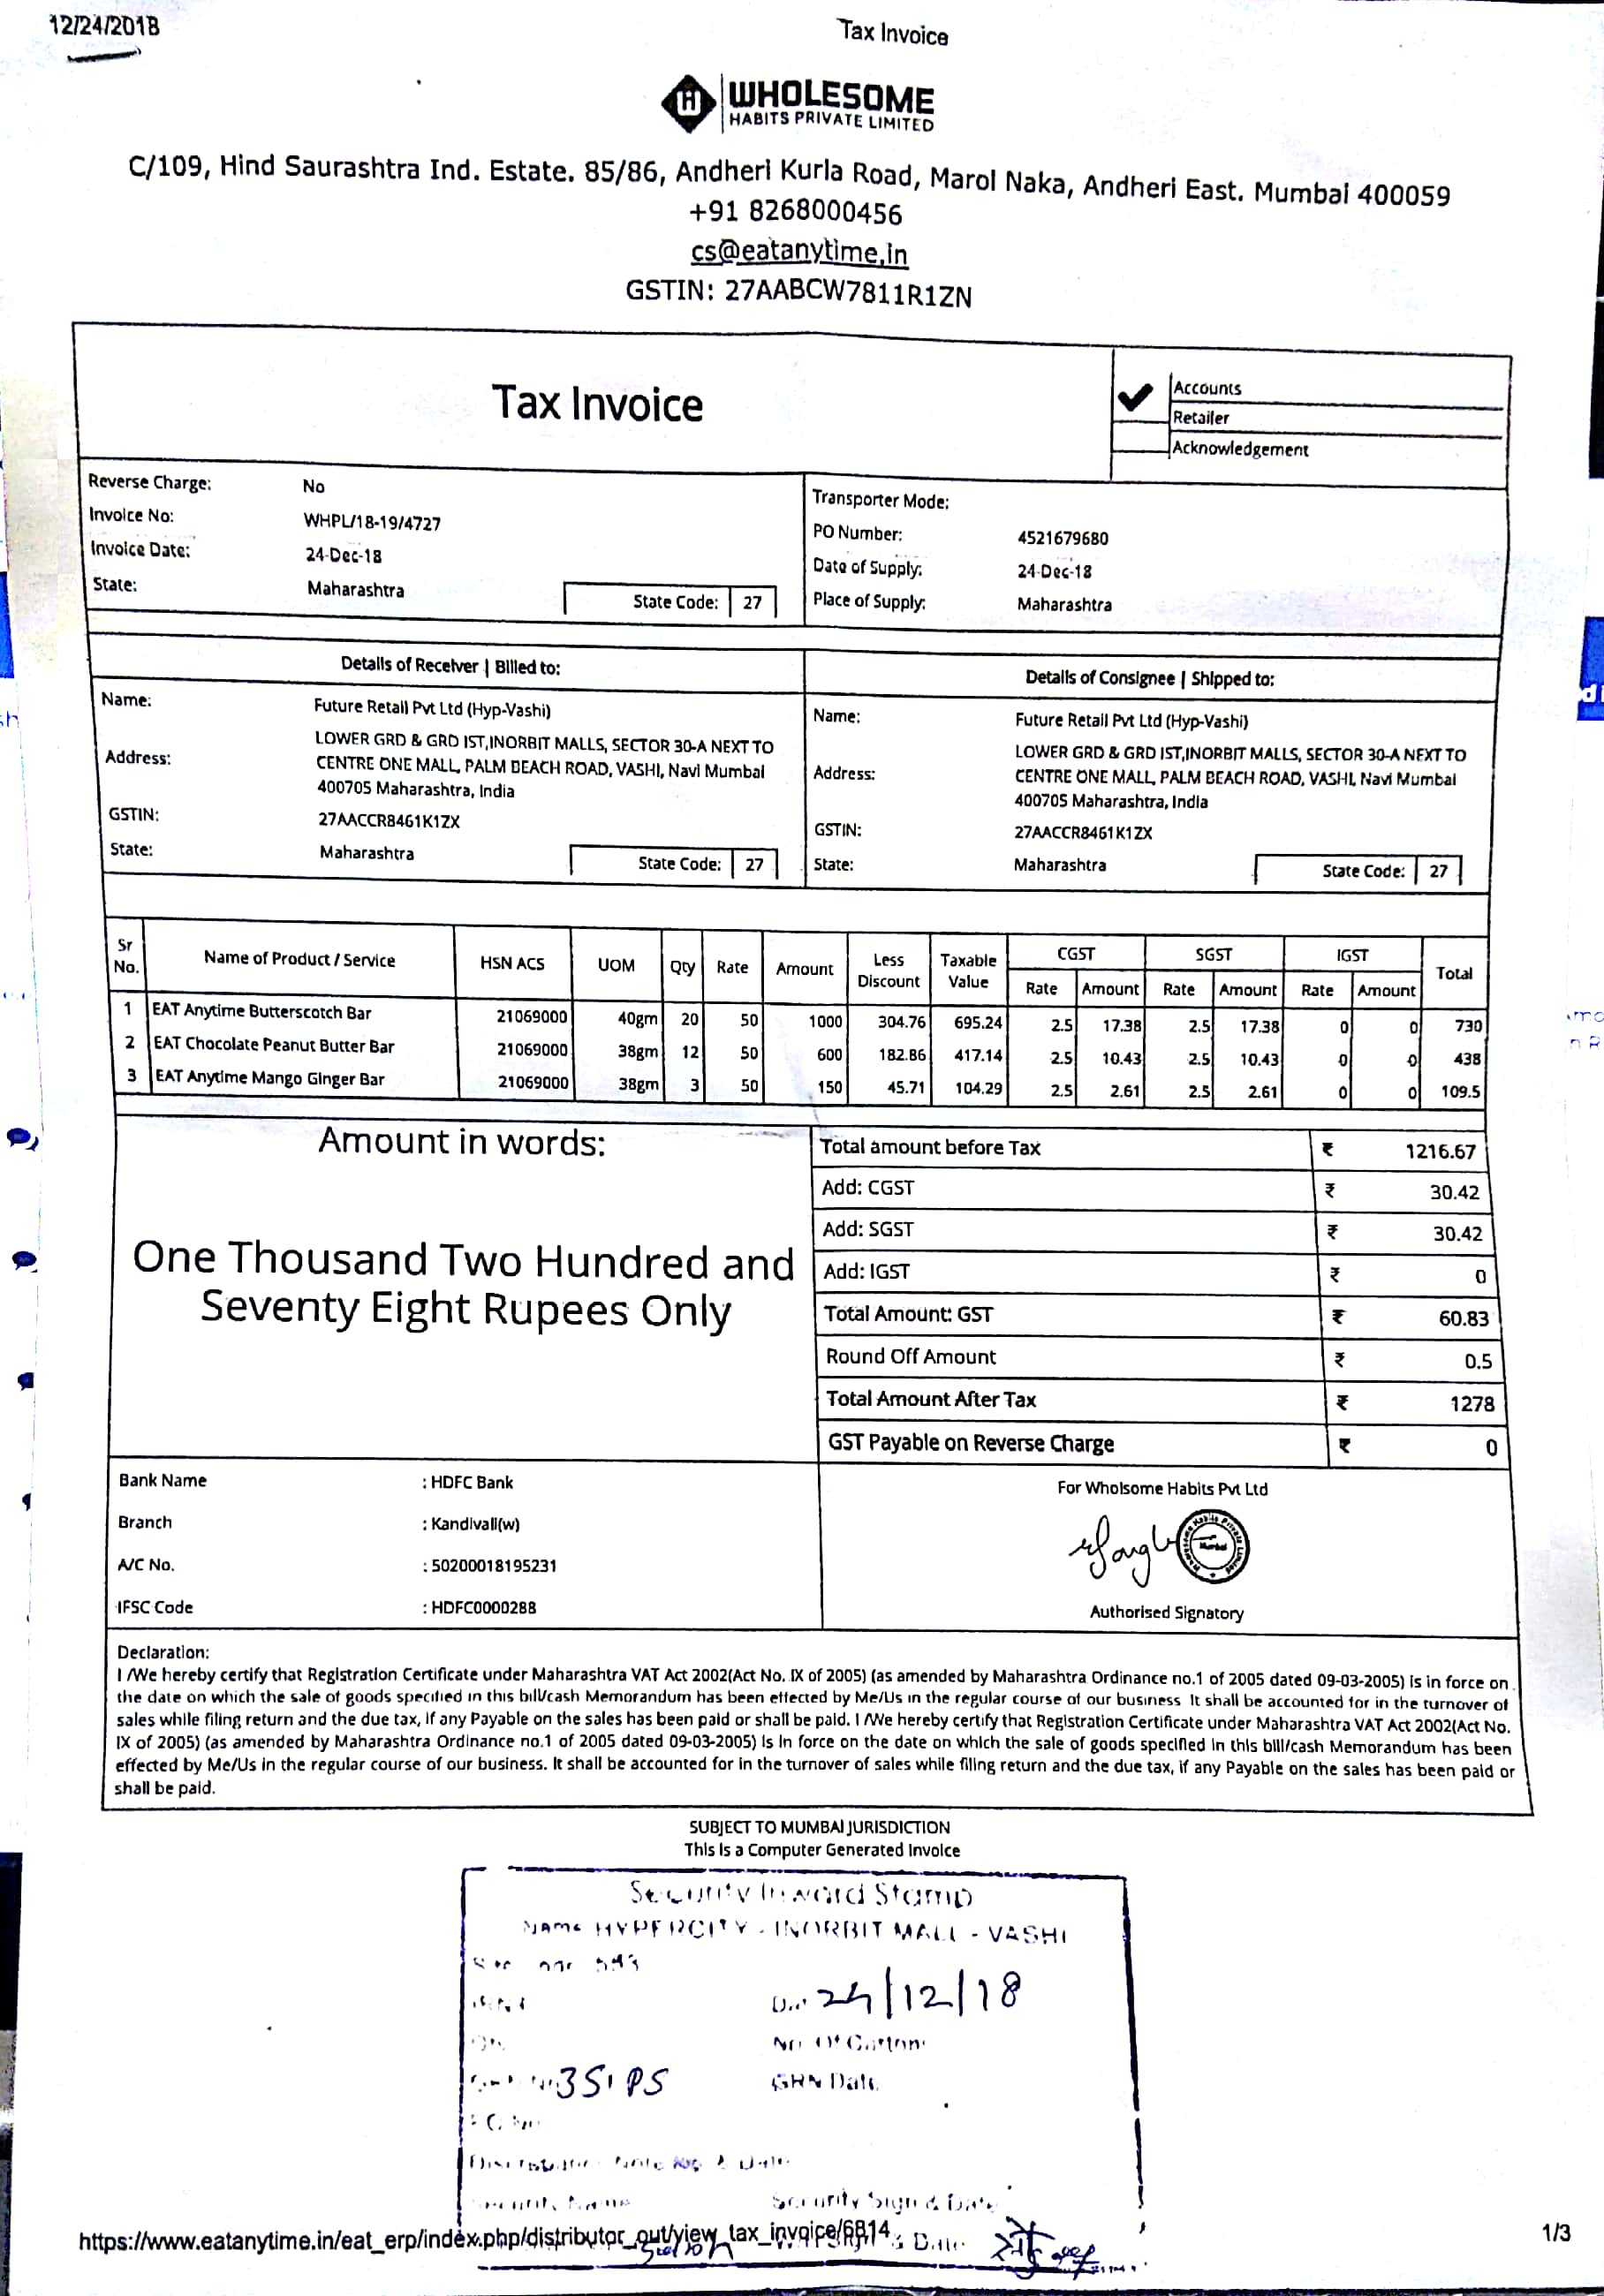 12/24/2018
Tax Invoice
WHOLESOME
HABITS PRIVATE LIMITED
C/109, Hind Saurashtra Ind. Estate. 85/86, Andheri Kurla Road, Marol Naka, Andheri East. Mumbai 400059
+91 8268000456
cs@eatanytime.in
GSTIN: 27AABCW7811R1ZN
Tax Invoice
Accounts
Retailer
Acknowledgement
Reverse Charge: No
Invoice No: WHPL/18-19/4727
Invoice Date: 24-Dec-18
State: Maharashtra State Code: 27
Transporter Mode:
PO Number: 4521679680
Date of Supply: 24-Dec-18
Place of Supply: Maharashtra
Details of Receiver | Billed to:
Name: Future Retail Pvt Ltd (Hyp-Vashi)
Address: LOWER GRD & GRD IST,INORBIT MALLS, SECTOR 30-A NEXT TO
CENTRE ONE MALL, PALM BEACH ROAD, VASHI, Navi Mumbai
400705 Maharashtra, India
GSTIN: 27AACCR8461K1ZX
State: Maharashtra State Code: 27
Details of Consignee | Shipped to:
Name: Future Retail Pvt Ltd (Hyp-Vashi)
Address: LOWER GRD & GRD IST,INORBIT MALLS, SECTOR 30-A NEXT TO
CENTRE ONE MALL, PALM BEACH ROAD, VASHI, Navi Mumbai
400705 Maharashtra, India
GSTIN: 27AACCR8461K1ZX
State: Maharashtra State Code: 27
Sr No. Name of Product / Service HSN ACS UOM Qty Rate Amount Less Discount Taxable Value CGST SGST IGST Total
Rate Amount Rate Amount Rate Amount
1 EAT Anytime Butterscotch Bar 21069000 40gm 20 50 1000 304.76 695.24 2.5 17.38 2.5 17.38 0 0 730
2 EAT Chocolate Peanut Butter Bar 21069000 38gm 12 50 600 182.86 417.14 2.5 10.43 2.5 10.43 0 0 438
3 EAT Anytime Mango Ginger Bar 21069000 38gm 3 50 150 45.71 104.29 2.5 2.61 2.5 2.61 0 0 109.5
Amount in words:
One Thousand Two Hundred and
Seventy Eight Rupees Only
Total amount before Tax ₹ 1216.67
Add: CGST ₹ 30.42
Add: SGST ₹ 30.42
Add: IGST ₹ 0
Total Amount: GST ₹ 60.83
Round Off Amount ₹ 0.5
Total Amount After Tax ₹ 1278
GST Payable on Reverse Charge ₹ 0
Bank Name : HDFC Bank
Branch : Kandivali(w)
A/C No. : 50200018195231
IFSC Code : HDFC0000288
For Wholsome Habits Pvt Ltd
Authorised Signatory
Declaration:
I /We hereby certify that Registration Certificate under Maharashtra VAT Act 2002(Act No. IX of 2005) (as amended by Maharashtra Ordinance no.1 of 2005 dated 09-03-2005) is in force on
the date on which the sale of goods specified in this bill/cash Memorandum has been effected by Me/Us in the regular course of our business It shall be accounted for in the turnover of
sales while filing return and the due tax, if any Payable on the sales has been paid or shall be paid. I /We hereby certify that Registration Certificate under Maharashtra VAT Act 2002(Act No.
IX of 2005) (as amended by Maharashtra Ordinance no.1 of 2005 dated 09-03-2005) is in force on the date on which the sale of goods specified in this bill/cash Memorandum has been
effected by Me/Us in the regular course of our business. It shall be accounted for in the turnover of sales while filing return and the due tax, if any Payable on the sales has been paid or
shall be paid.
SUBJECT TO MUMBAI JURISDICTION
This is a Computer Generated Invoice
Security Inward Stamp
Name HYPERCITY - INORBIT MALL - VASHI
24/12/18
No. Of Carton
GRN Date
Security Name Security Sign & Date
https://www.eatanytime.in/eat_erp/index.php/distributor_out/view_tax_invoice/6814
1/3